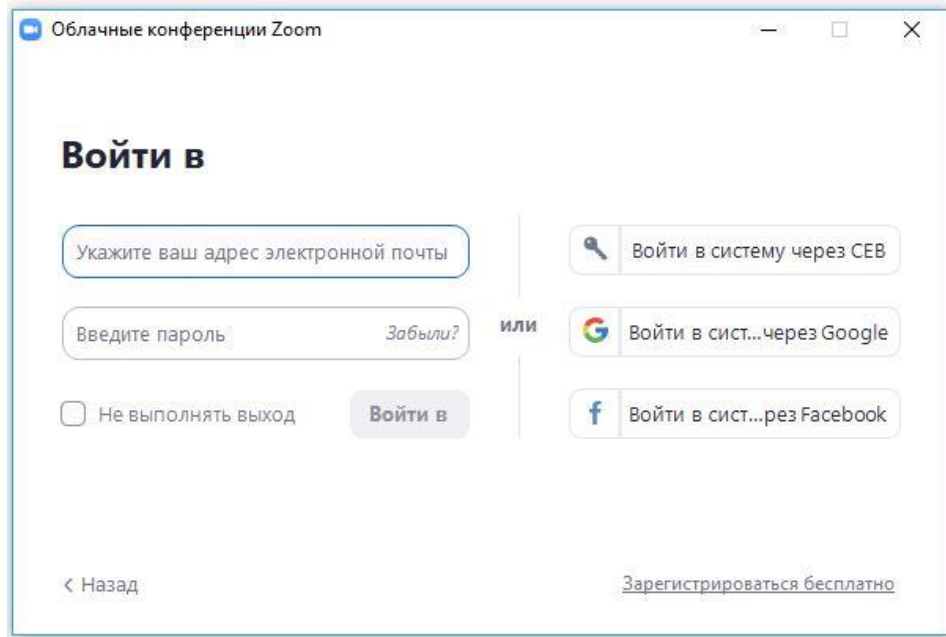 Облачные конференции Zoom
Войти в
Укажите ваш адрес электронной почты
Введите пароль Забыли?
Не выполнять выход Войти в
или
Войти в систему через СЕВ
Войти в сист...через Google
Войти в сист...рез Facebook
Назад
Зарегистрироваться бесплатно